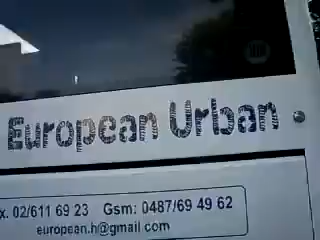 European Urban
x. 02/611 69 23 Gsm: 0487/69 49 62
european.h@gmail.com